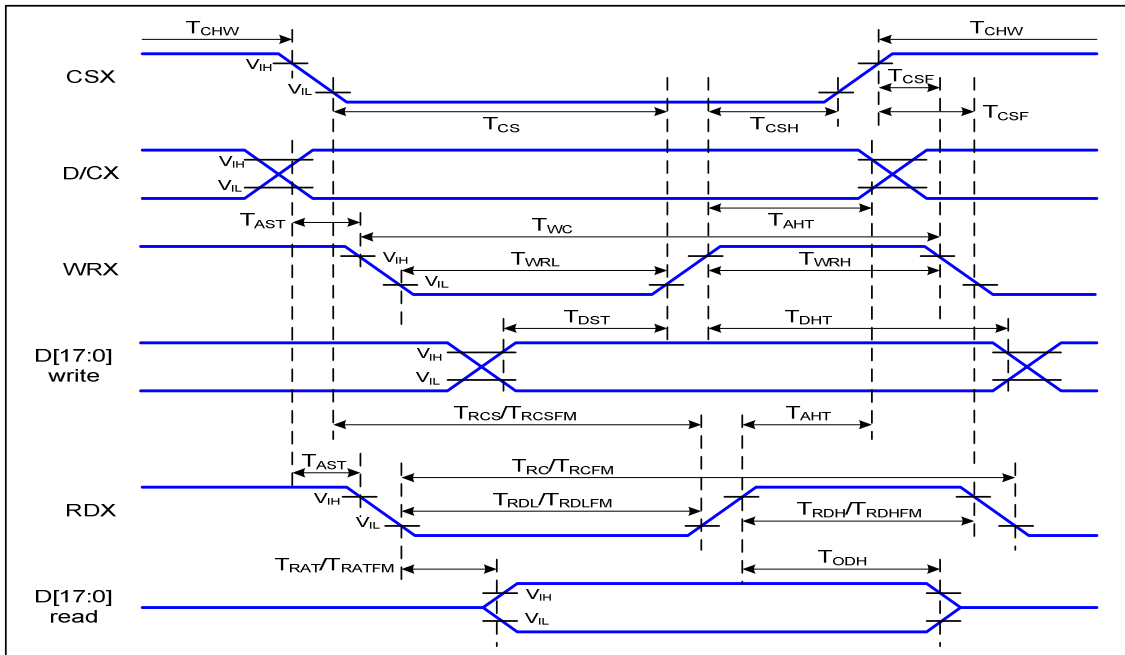 TCHW TCHW
CSX VIH TCSF
VIL TCSF
TCS TCSH
D/CX VIH
VIL
TAST TWC TAHT
WRX VIH TWRL TWRH
VIL
TDST TDHT
D[17:0] VIH
write VIL
TRCS/TRCSFM TAHT
TAST TRC/TRCFM
RDX VIH TRDL/TRDLFM TRDH/TRDHFM
VIL
TRAT/TRATFM TODH
D[17:0] VIH
read VIL